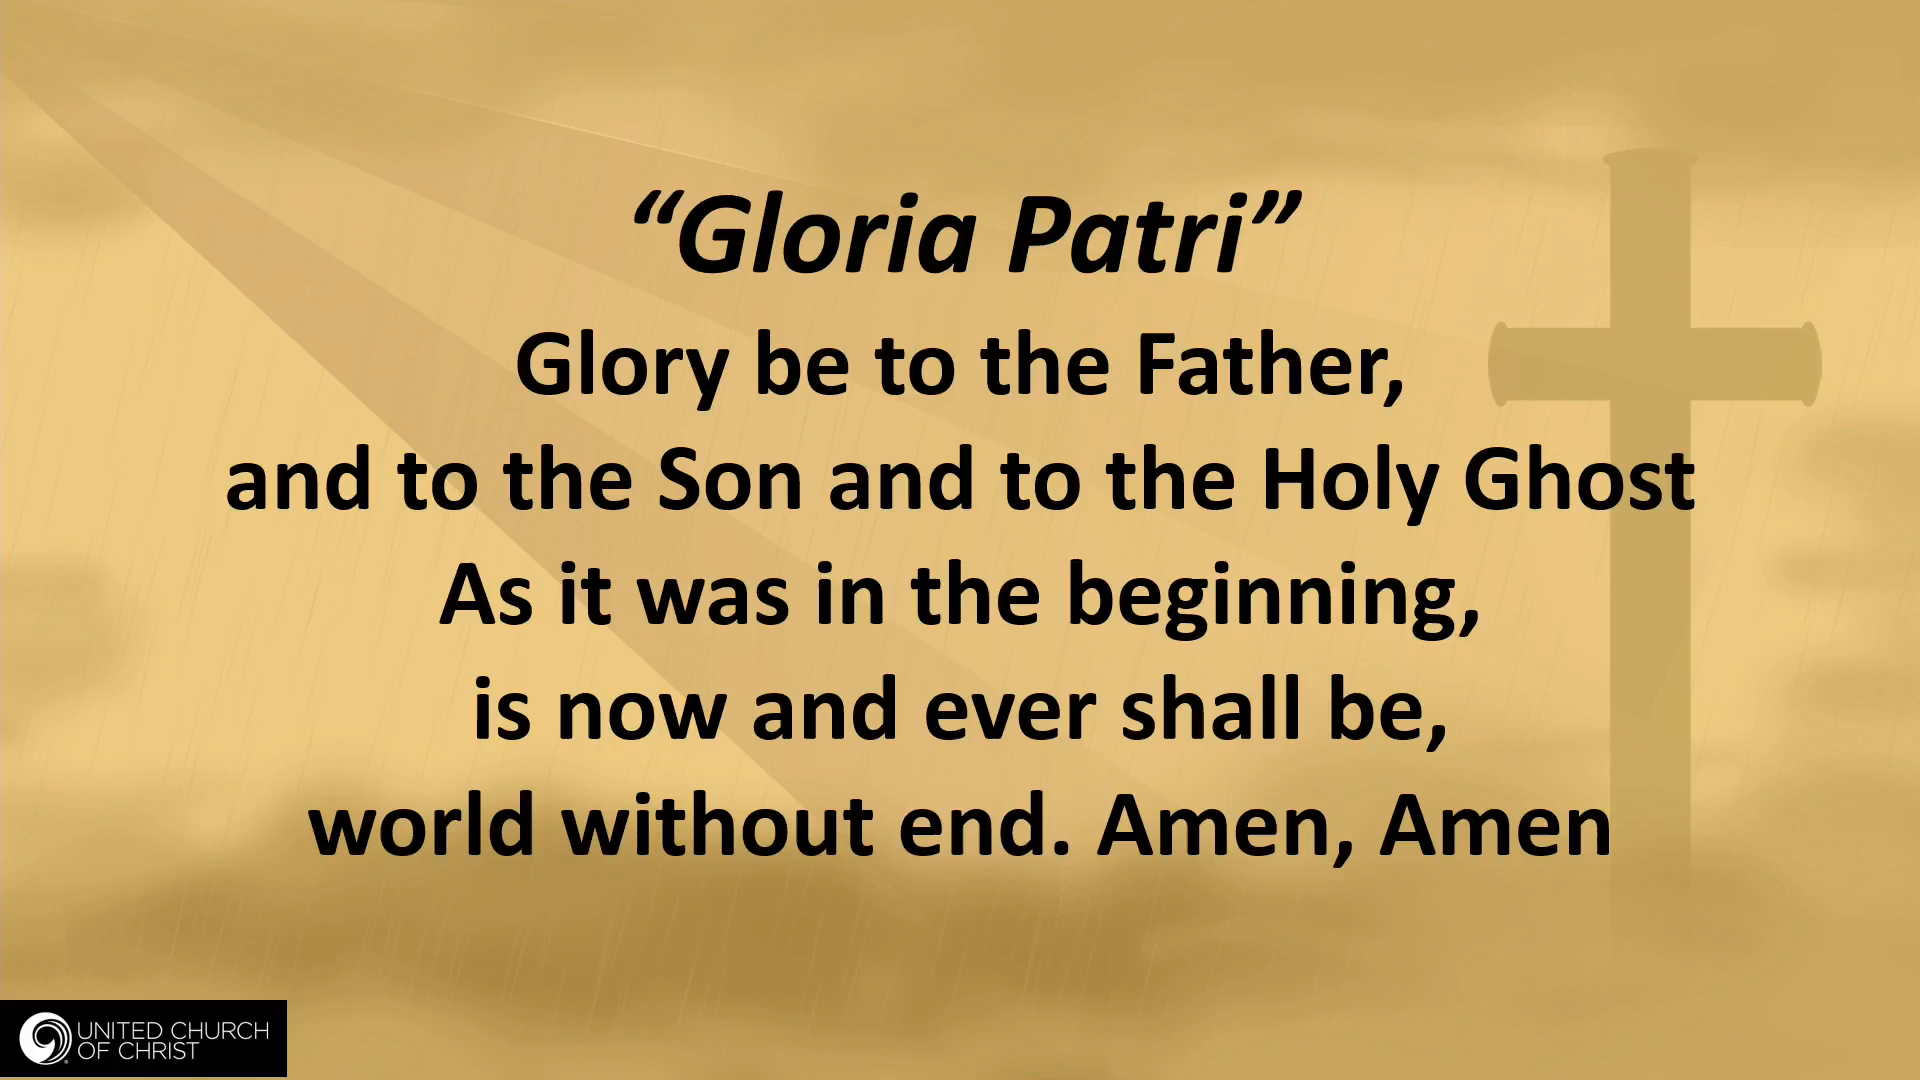 “Gloria Patri”
Glory be to the Father,
and to the Son and to the Holy Ghost
As it was in the beginning,
is now and ever shall be,
world without end. Amen, Amen
UNITED CHURCH
OF CHRIST